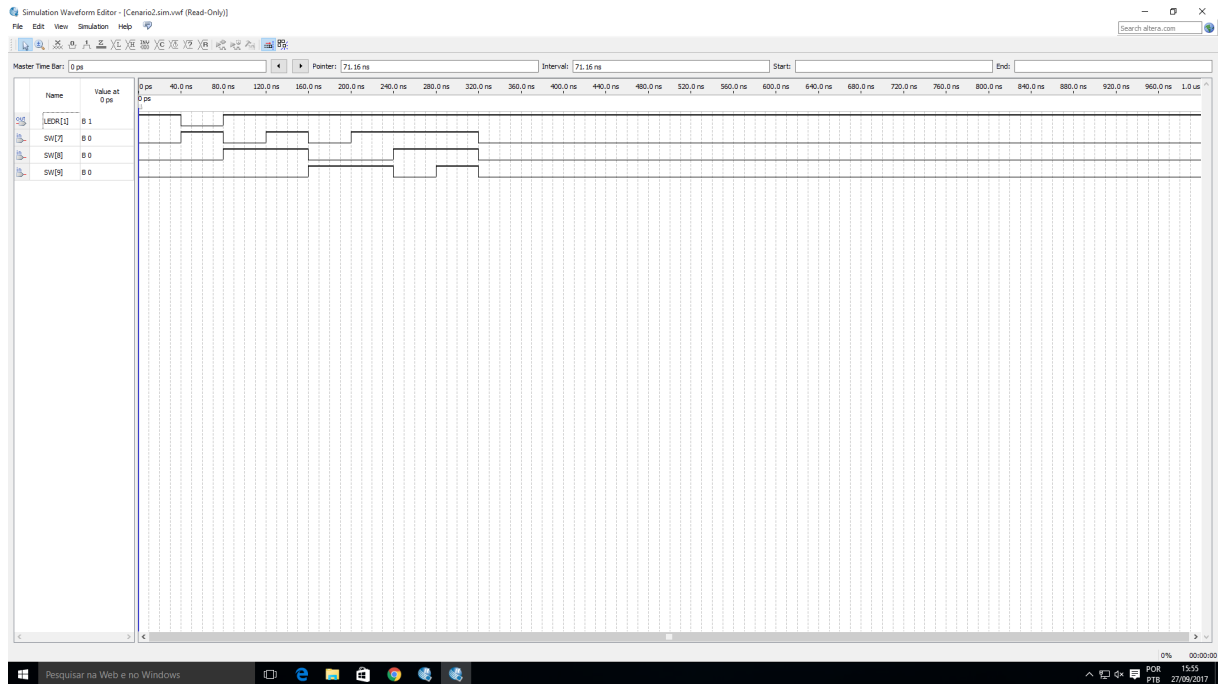 Simulation Waveform Editor - [Cenario2.sim.vwf (Read-Only)]
File Edit View Simulation Help
Search altera.com
Master Time Bar: 0 ps Pointer: 71.16 ns Interval: 71.16 ns Start: End:
Name Value at 0 ps
0 ps 40.0 ns 80.0 ns 120.0 ns 160.0 ns 200.0 ns 240.0 ns 280.0 ns 320.0 ns 360.0 ns 400.0 ns 440.0 ns 480.0 ns 520.0 ns 560.0 ns 600.0 ns 640.0 ns 680.0 ns 720.0 ns 760.0 ns 800.0 ns 840.0 ns 880.0 ns 920.0 ns 960.0 ns 1.0 us
0 ps
LEDR[1] B 1
SW[7] B 0
SW[8] B 0
SW[9] B 0
0% 00:00:00
Pesquisar na Web e no Windows
POR 15:55
PTB 27/09/2017